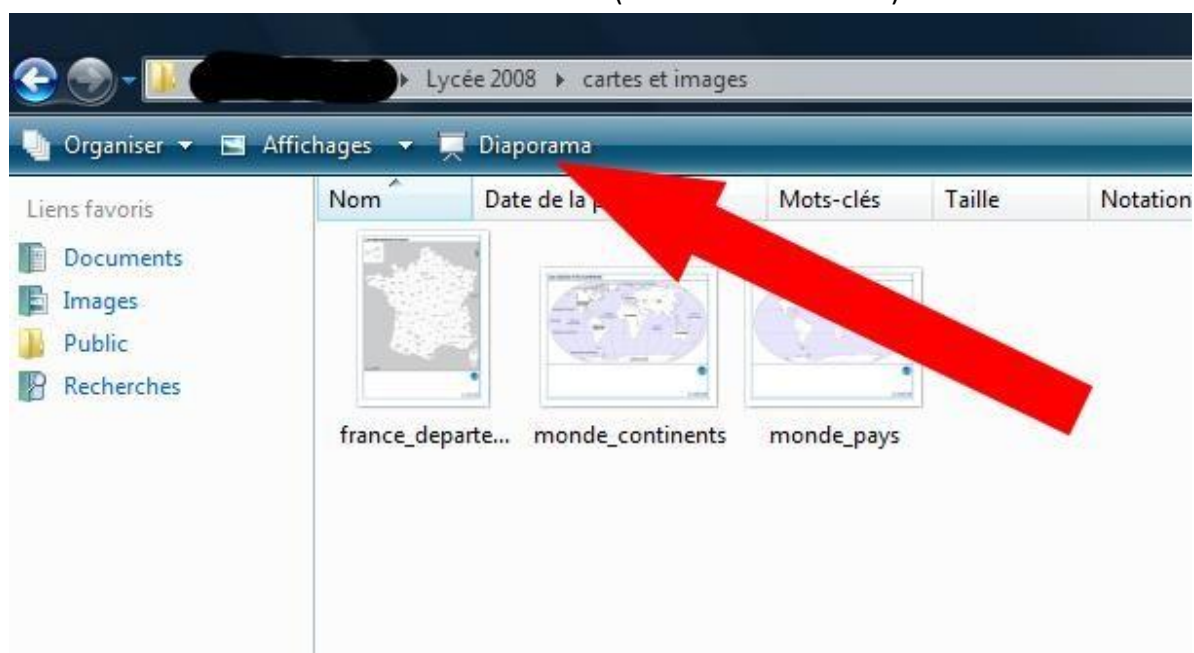 Lycée 2008 cartes et images
Organiser Affichages Diaporama
Liens favoris
Nom Date de la Mots-clés Taille Notation
Documents
Images
Public
Recherches
france_departe... monde_continents monde_pays